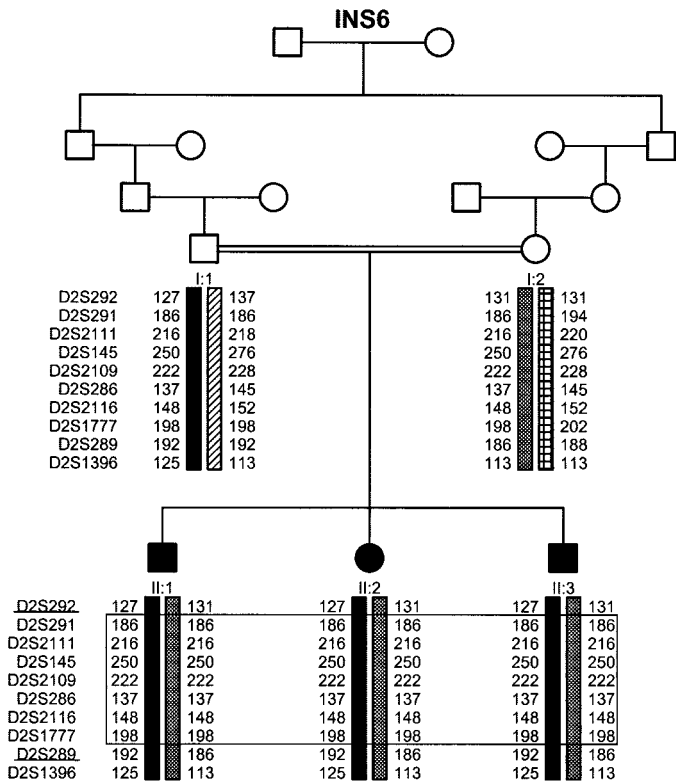 INS6
I:1 I:2
D2S292 127 137 131 131
D2S291 186 186 186 194
D2S2111 216 218 216 220
D2S145 250 276 250 276
D2S2109 222 228 222 228
D2S286 137 145 137 145
D2S2116 148 152 148 152
D2S1777 198 198 198 202
D2S289 192 192 186 188
D2S1396 125 113 113 113
II:1 II:2 II:3
D2S292 127 131 127 131 127 131
D2S291 186 186 186 186 186 186
D2S2111 216 216 216 216 216 216
D2S145 250 250 250 250 250 250
D2S2109 222 222 222 222 222 222
D2S286 137 137 137 137 137 137
D2S2116 148 148 148 148 148 148
D2S1777 198 198 198 198 198 198
D2S289 192 186 192 186 192 186
D2S1396 125 113 125 113 125 113